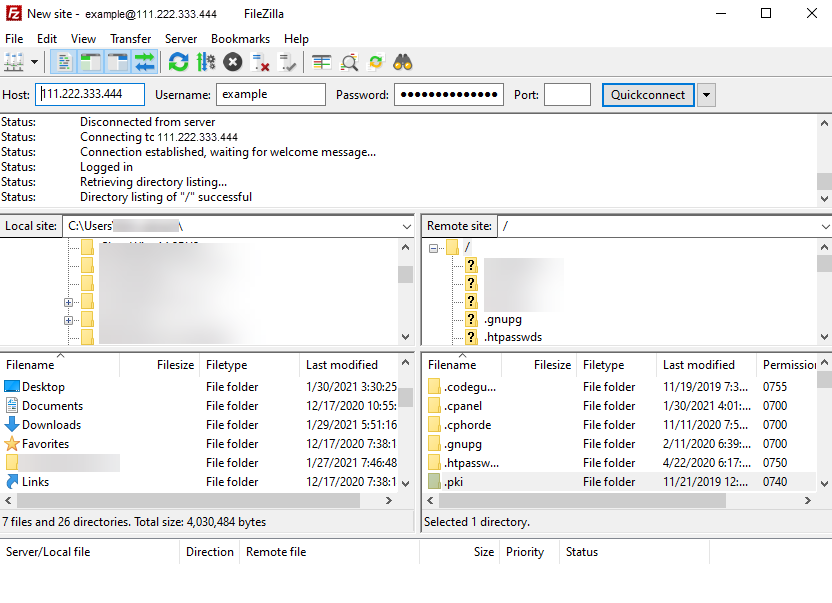 New site - example@111.222.333.444 FileZilla
File Edit View Transfer Server Bookmarks Help
Host: 111.222.333.444 Username: example Password: ●●●●●●●●●●●●●● Port: Quickconnect
Status: Disconnected from server
Status: Connecting tc 111.222.333.444
Status: Connection established, waiting for welcome message...
Status: Logged in
Status: Retrieving directory listing...
Status: Directory listing of "/" successful
Local site: C:\Users\ \
Remote site: /
/
?
?
?
? .gnupg
? .htpasswds
Filename Filesize Filetype Last modified
Desktop File folder 1/30/2021 3:30:25
Documents File folder 12/17/2020 10:55:
Downloads File folder 1/29/2021 5:51:16
Favorites File folder 12/17/2020 7:38:1
File folder 1/27/2021 7:46:48
Links File folder 12/17/2020 7:38:1
7 files and 26 directories. Total size: 4,030,484 bytes
Filename Filesize Filetype Last modified Permission
.codegu... File folder 11/19/2019 7:3... 0755
.cpanel File folder 1/30/2021 4:01:... 0700
.cphorde File folder 11/11/2020 7:5... 0700
.gnupg File folder 2/11/2020 6:39:... 0700
.htpassw... File folder 4/22/2020 6:17:... 0750
.pki File folder 11/21/2019 12:... 0740
Selected 1 directory.
Server/Local file Direction Remote file Size Priority Status